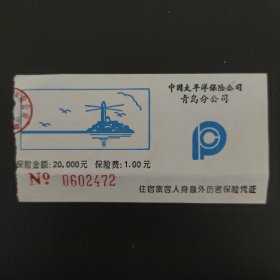 中国太平洋保险公司
青岛分公司
保险金额：20.000元 保险费：1.00元
Nº 0602472
住宿旅客人身意外伤害保险凭证